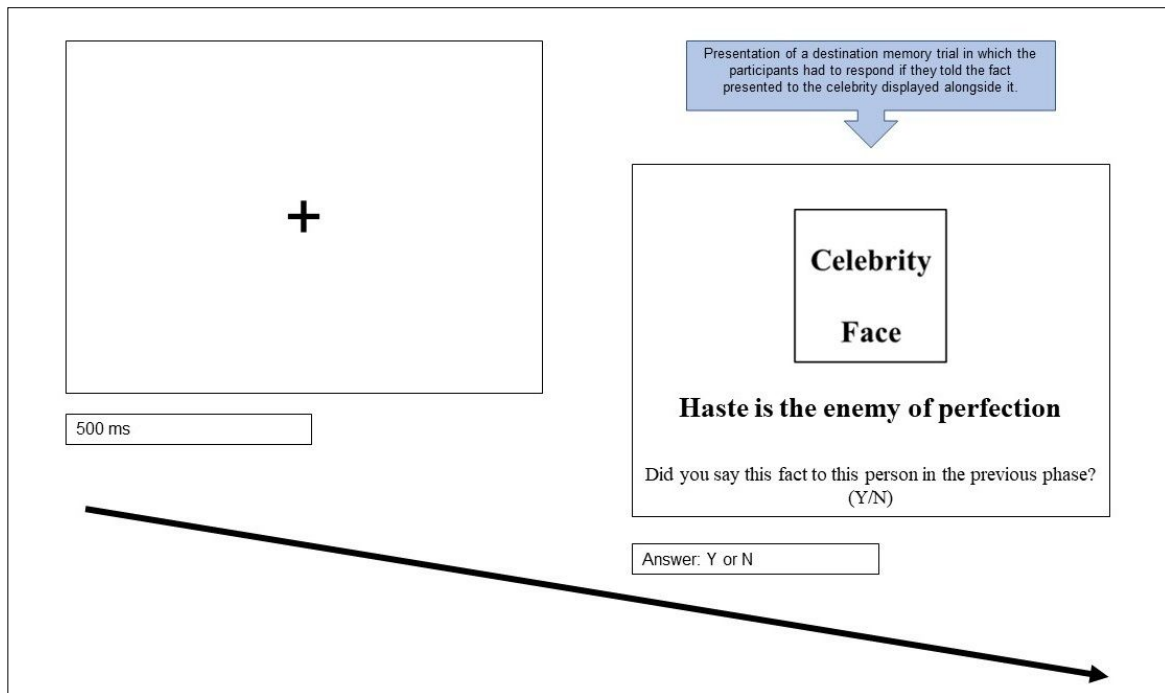 +
500 ms
Presentation of a destination memory trial in which the
participants had to respond if they told the fact
presented to the celebrity displayed alongside it.
Celebrity
Face
Haste is the enemy of perfection
Did you say this fact to this person in the previous phase?
(Y/N)
Answer: Y or N